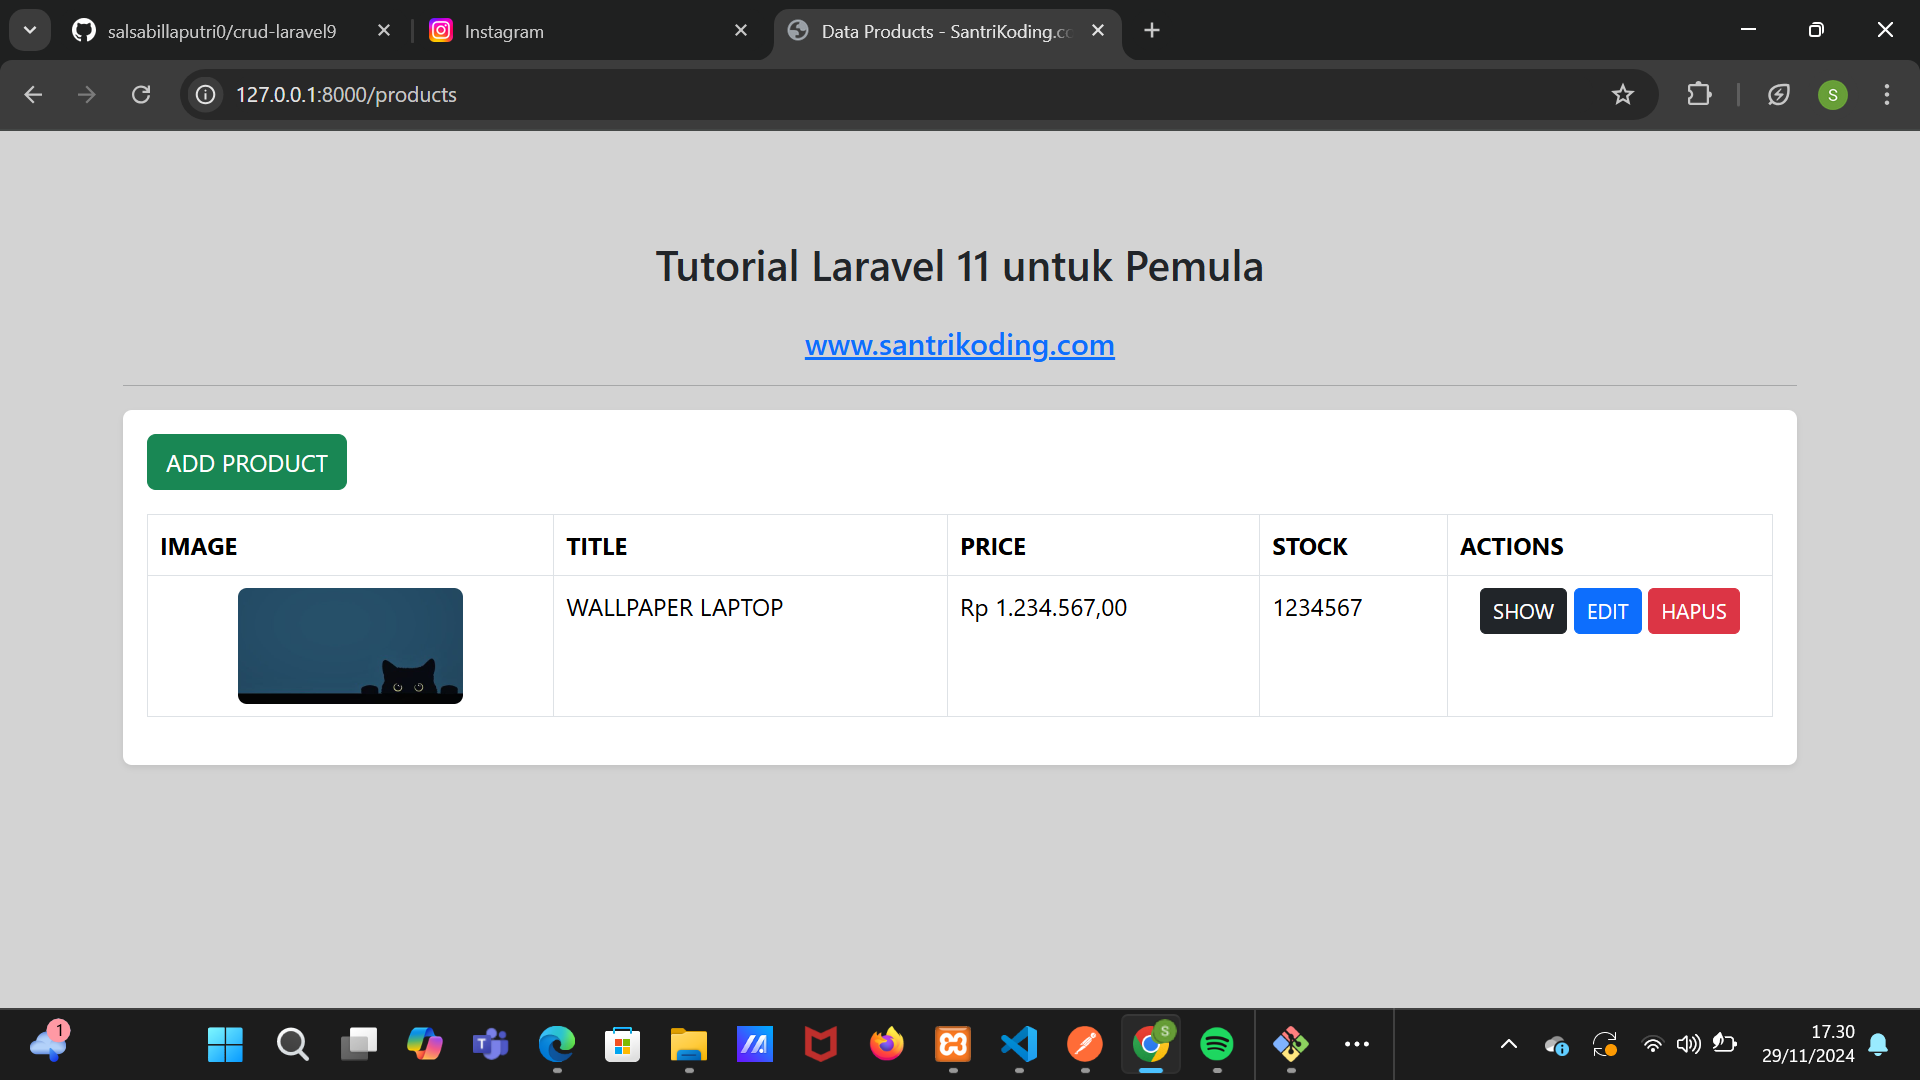 salsabillaputri0/crud-laravel9
Instagram
Data Products - SantriKoding.co
127.0.0.1:8000/products
S
Tutorial Laravel 11 untuk Pemula
www.santrikoding.com
ADD PRODUCT
IMAGE TITLE PRICE STOCK ACTIONS
WALLPAPER LAPTOP Rp 1.234.567,00 1234567 SHOW EDIT HAPUS
1
S
17.30
29/11/2024